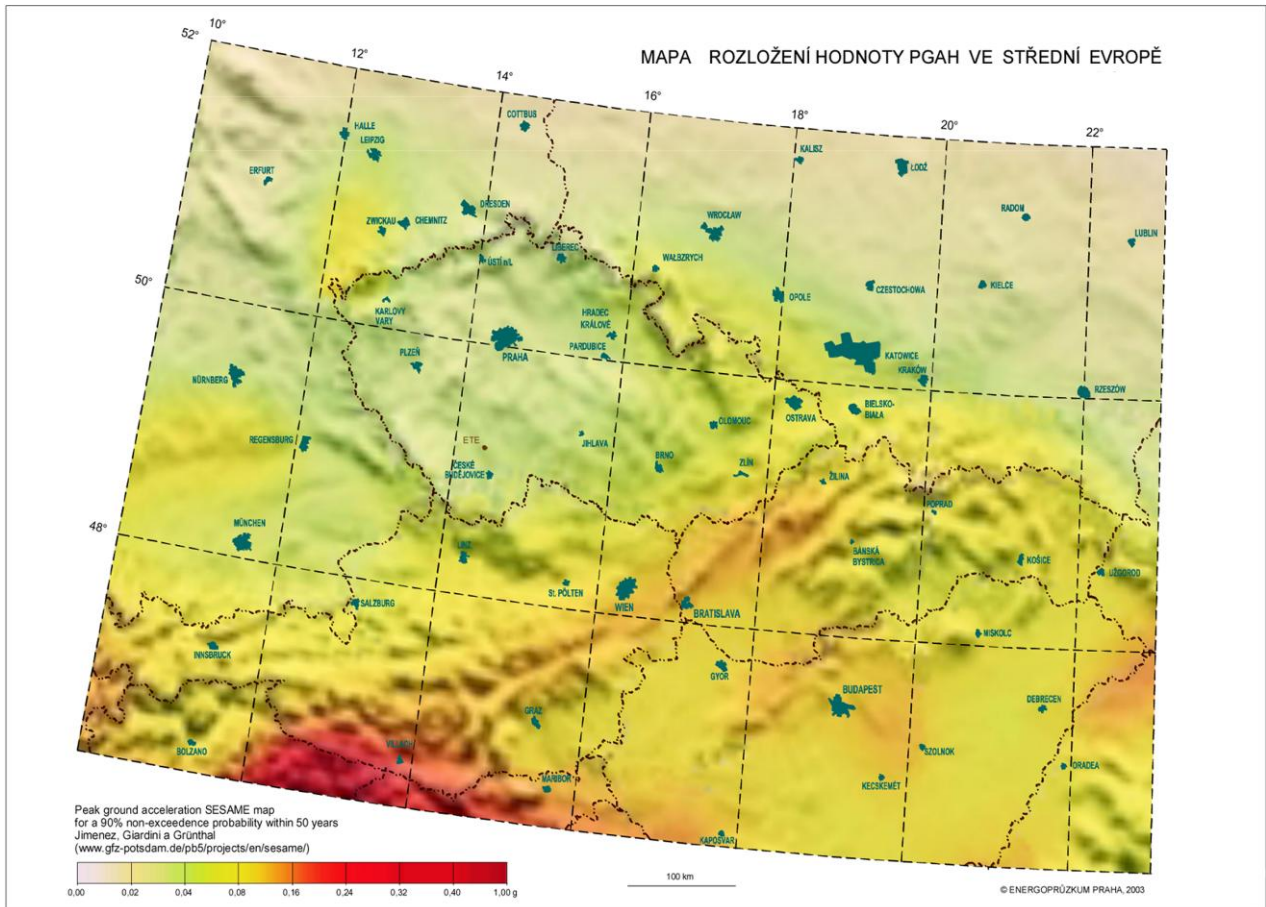 MAPA ROZLOŽENÍ HODNOTY PGAH VE STŘEDNÍ EVROPĚ
10°
52°
12°
14°
16°
18°
20°
22°
COTTBUS
HALLE
LEIPZIG
ERFURT
KALISZ
ŁODŹ
DRESDEN
ZWICKAU
CHEMNITZ
WROCŁAW
RADOM
LUBLIN
ÚSTÍ n/L
LIBEREC
WAŁBZRYCH
50°
KARLOVY
VARY
OPOLE
CZESTOCHOWA
KIELCE
HRADEC
KRÁLOVÉ
PRAHA
PARDUBICE
PLZEŇ
KATOWICE
KRAKÓW
RZESZÓW
NÜRNBERG
OSTRAVA
BIELSKO-
BIAŁA
REGENSBURG
ETE
JIHLAVA
OLOMOUC
ČESKÉ
BUDĚJOVICE
BRNO
ZLÍN
ŽILINA
POPRAD
48°
MÜNCHEN
LINZ
BÁNSKÁ
BYSTRICA
KOŠICE
UŽGOROD
SALZBURG
St. PÖLTEN
WIEN
BRATISLAVA
MISKOLC
INNSBRUCK
GYÖR
BUDAPEST
DEBRECEN
GRAZ
BOLZANO
VILLACH
SZOLNOK
ORADEA
MARIBOR
KECSKEMÉT
KAPOSVÁR
Peak ground acceleration SESAME map
for a 90% non-exceedence probability within 50 years
Jimenez, Giardini a Grünthal
(www.gfz-potsdam.de/pb5/projects/en/sesame/)
0,00 0,02 0,04 0,08 0,16 0,24 0,32 0,40 1,00 g
100 km
© ENERGOPRŮZKUM PRAHA, 2003